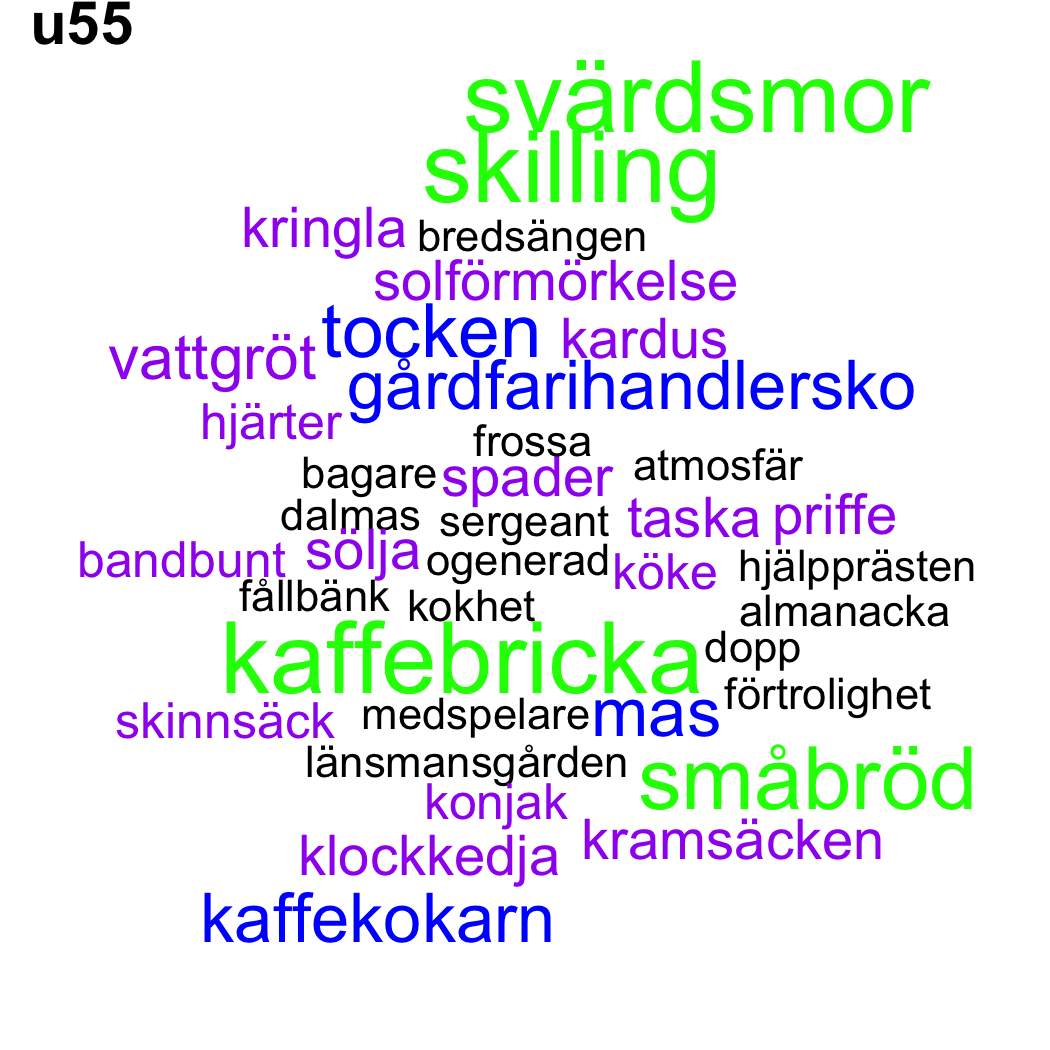 u55
svärdsmor
skilling
kringla bredsängen
solförmörkelse
tocken kardus
vattgröt
gårdfarihandlersko
hjärter
frossa
bagare spader atmosfär
dalmas sergeant taska priffe
bandbunt sölja ogenerad köke hjälpprästen
fållbänk kokhet almanacka
kaffebricka dopp
förtrolighet
skinnsäck medspelare mas
länsmansgården småbröd
konjak
klockkedja kramsäcken
kaffekokarn